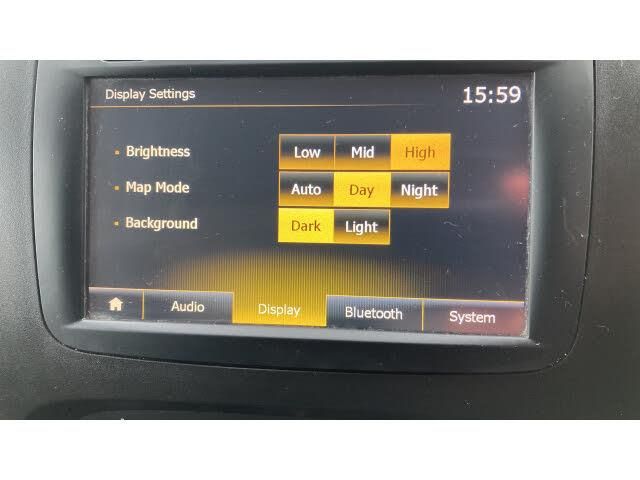 Display Settings 15:59
Brightness Low Mid High
Map Mode Auto Day Night
Background Dark Light
Audio Display Bluetooth System